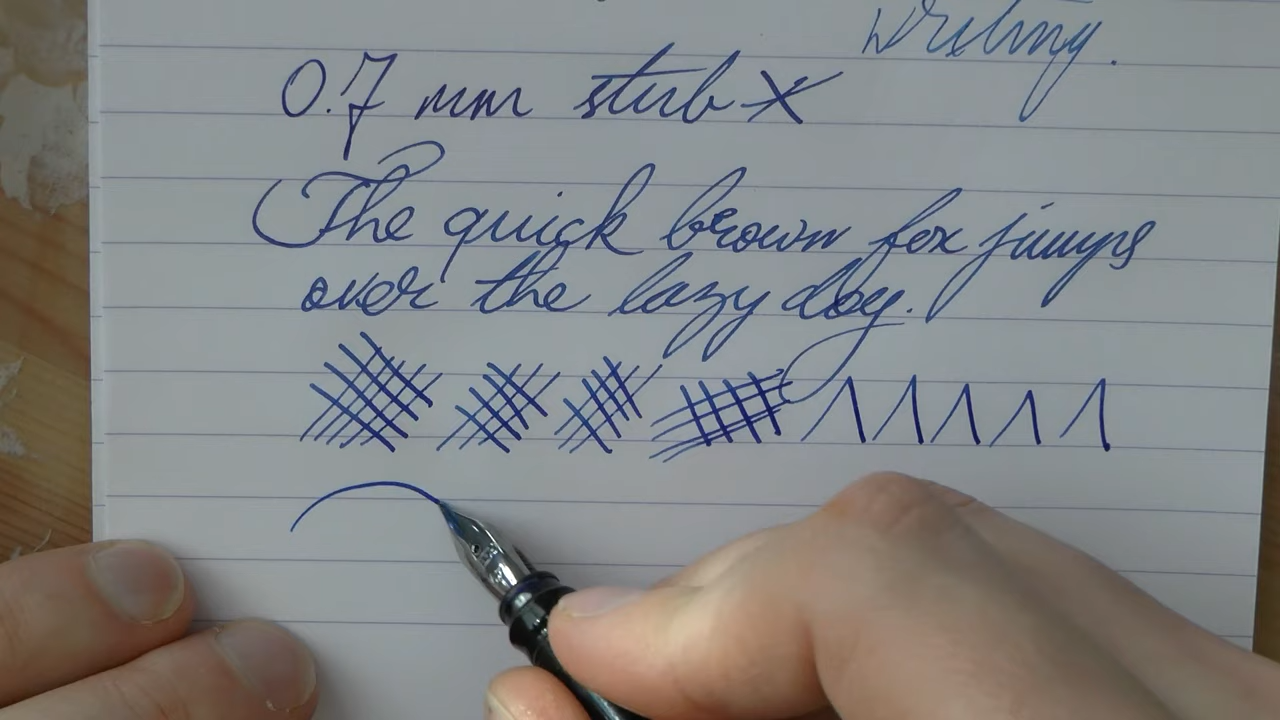 writing.
0.7 mm stub X
The quick brown fox jumps
over the lazy dog.